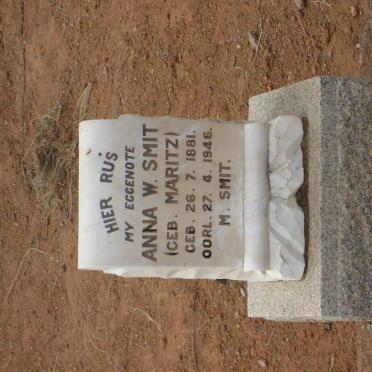 HIER RUS
MY EGGENOTE
ANNA W. SMIT
(GEB. MARITZ)
GEB. 26. 7. 1881.
OORL. 27. 4. 1946.
M. SMIT.